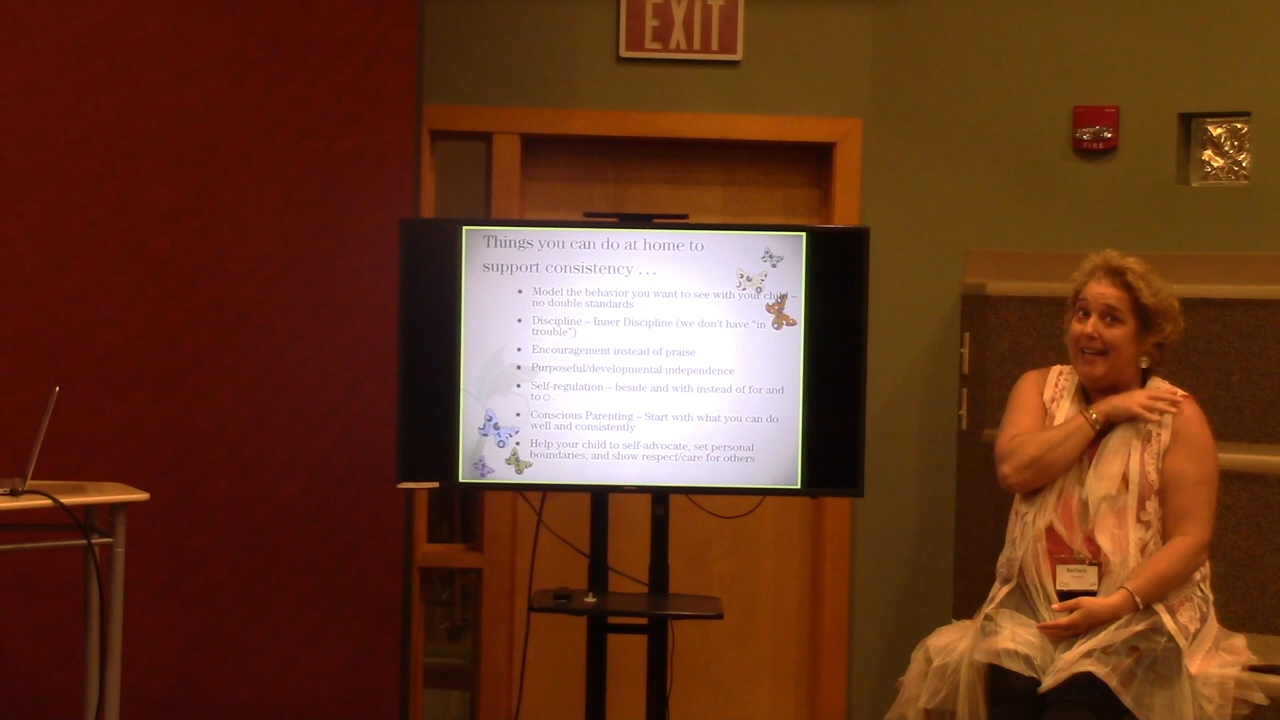 EXIT
FIRE
Things you can do at home to
support consistency …
• Model the behavior you want to see with your child –
no double standards
• Discipline – Inner Discipline (we don't have "in
trouble")
• Encouragement instead of praise
• Purposeful/developmental independence
• Self-regulation – beside and with instead of for and
to☺.
• Conscious Parenting – Start with what you can do
well and consistently
• Help your child to self-advocate, set personal
boundaries, and show respect/care for others
Barbara